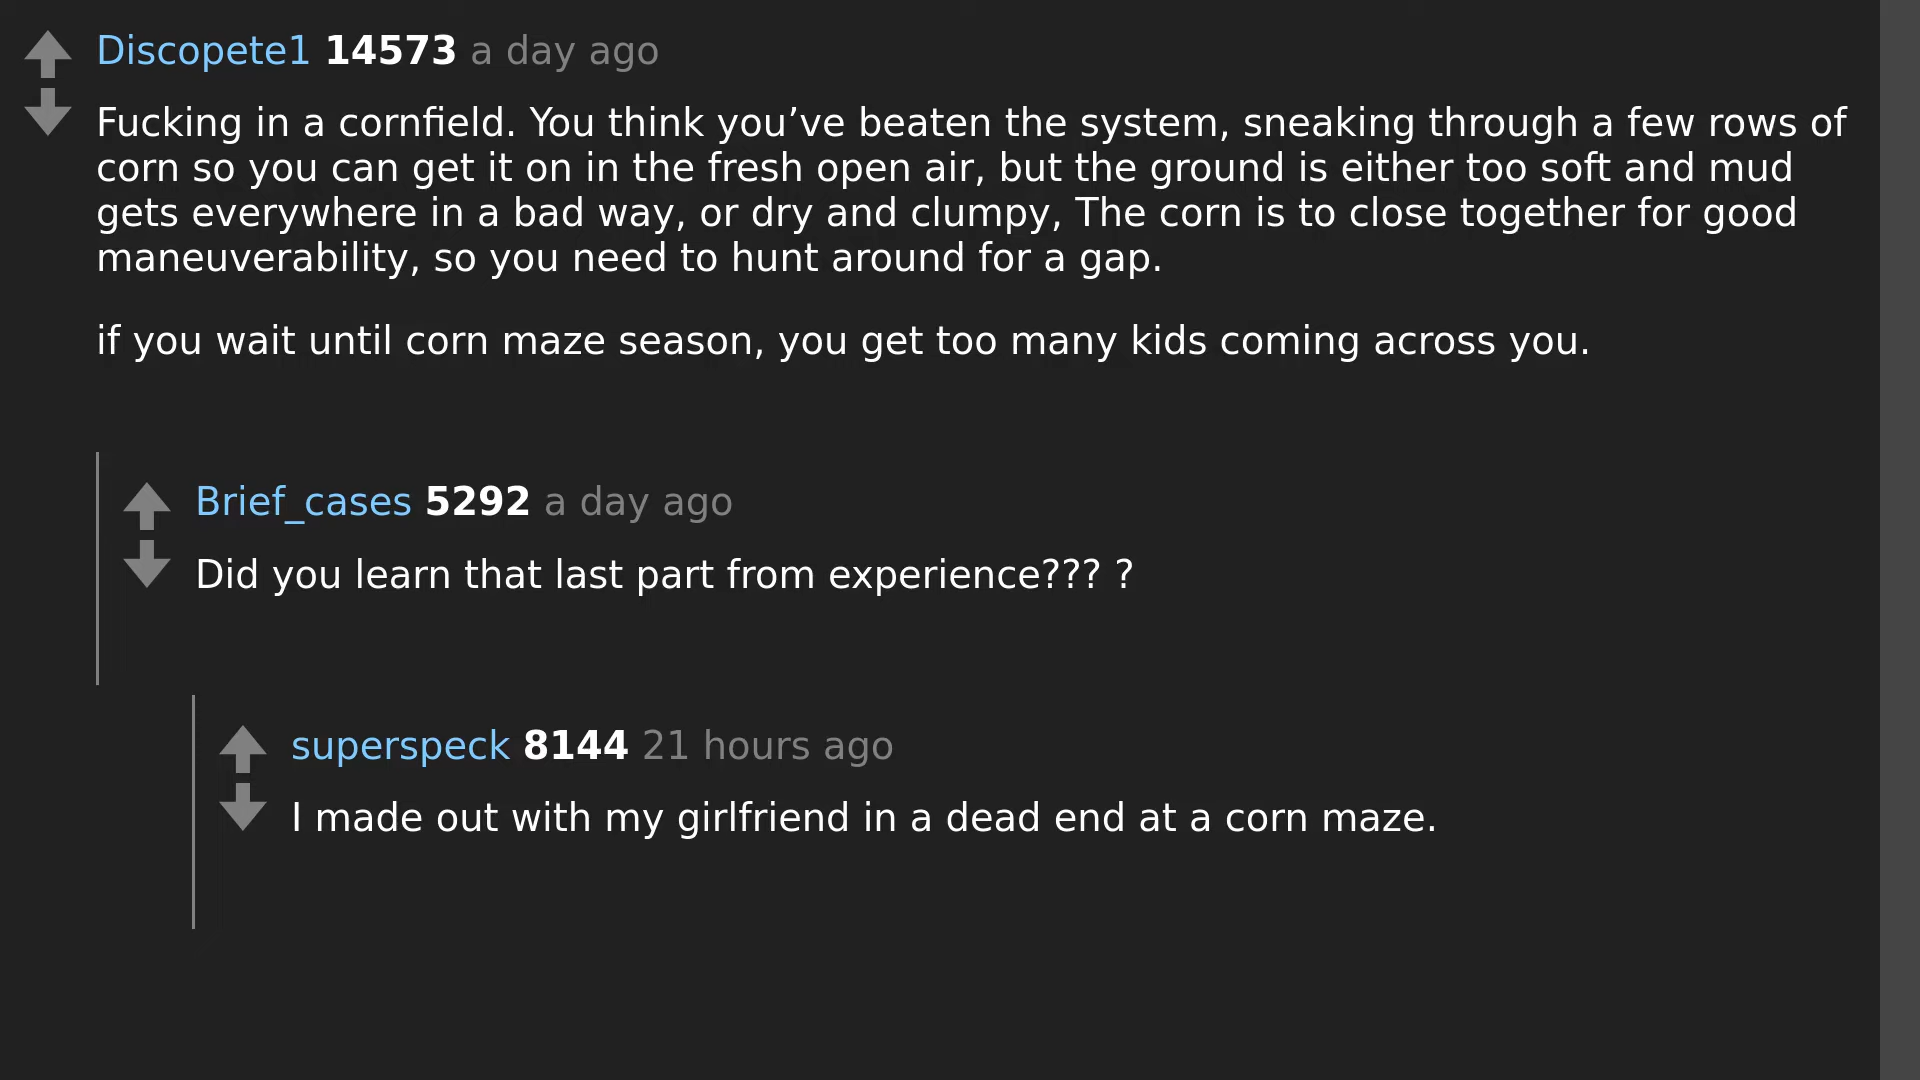 Discopete1 14573 a day ago
Fucking in a cornfield. You think you’ve beaten the system, sneaking through a few rows of
corn so you can get it on in the fresh open air, but the ground is either too soft and mud
gets everywhere in a bad way, or dry and clumpy, The corn is to close together for good
maneuverability, so you need to hunt around for a gap.
if you wait until corn maze season, you get too many kids coming across you.
Brief_cases 5292 a day ago
Did you learn that last part from experience??? ?
superspeck 8144 21 hours ago
I made out with my girlfriend in a dead end at a corn maze.